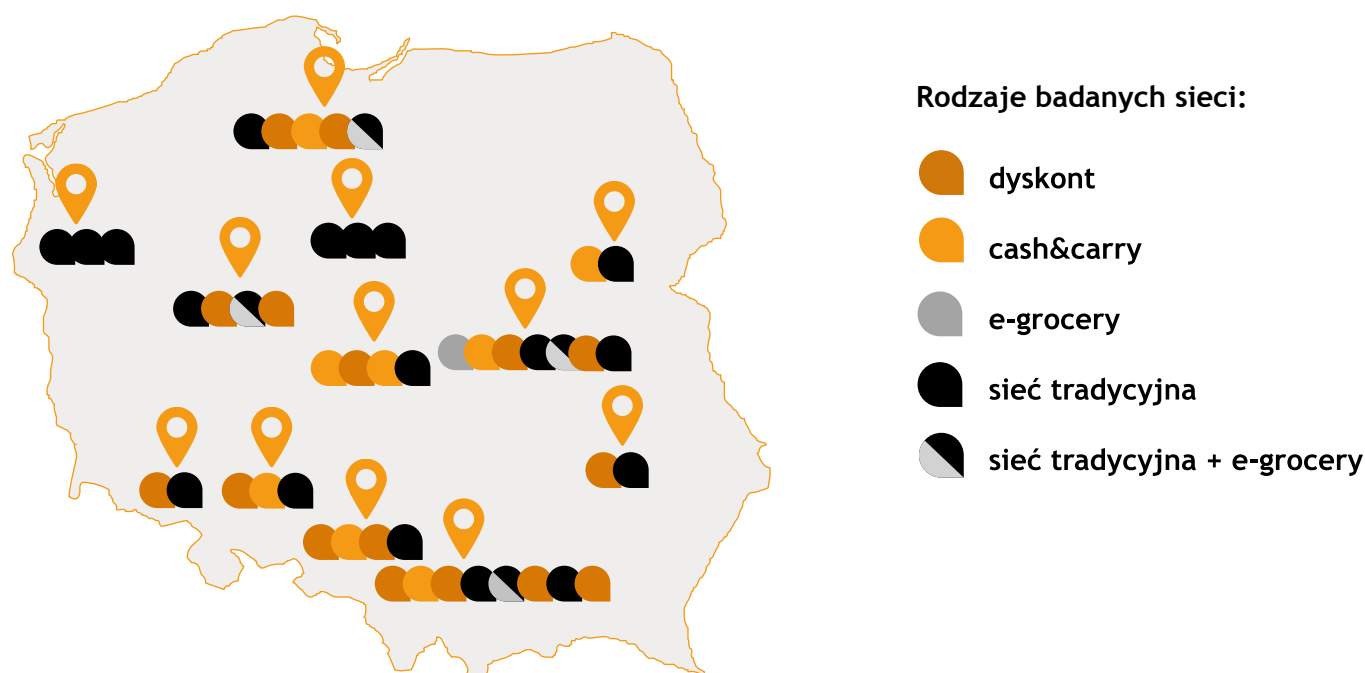 Rodzaje badanych sieci:
dyskont
cash&carry
e-grocery
sieć tradycyjna
sieć tradycyjna + e-grocery